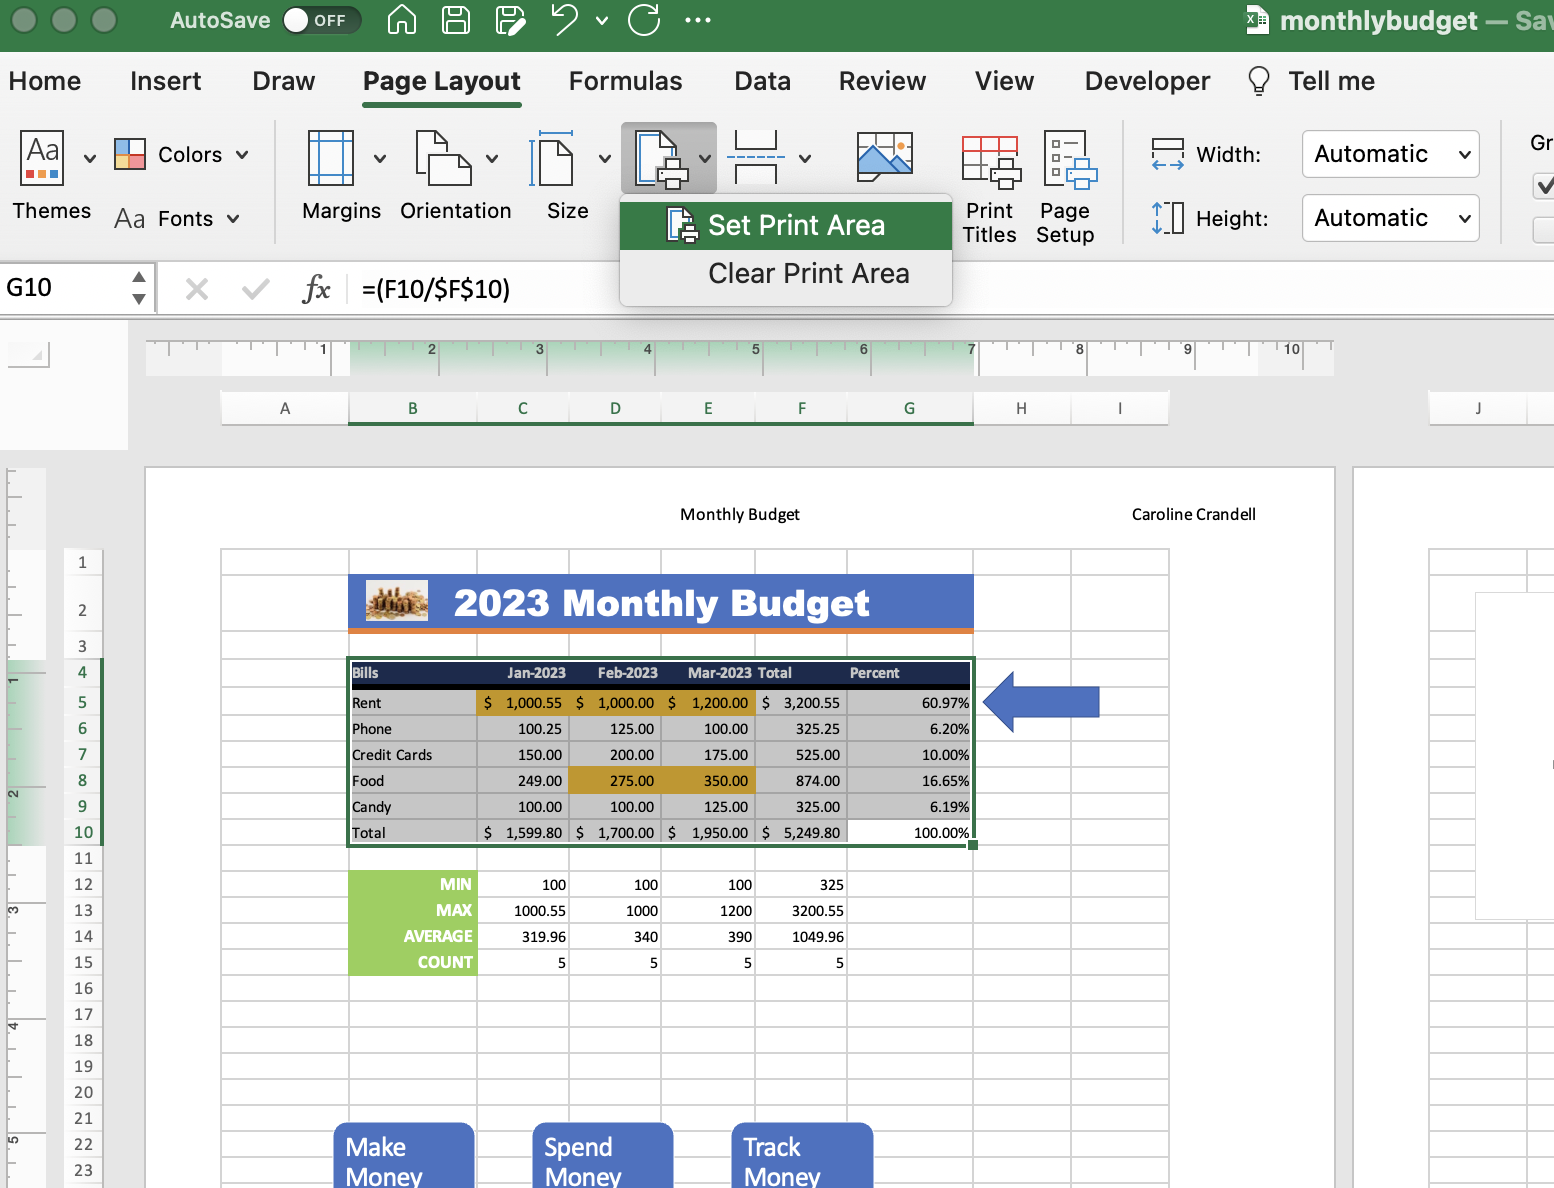 AutoSave OFF monthlybudget — Sav
Home Insert Draw Page Layout Formulas Data Review View Developer Tell me
Aa Colors Width: Automatic Gr
Themes Aa Fonts Margins Orientation Size Print Titles Page Setup Height: Automatic
Set Print Area
Clear Print Area
G10 fx =(F10/$F$10)
1 2 3 4 5 6 7 8 9 10
A B C D E F G H I J
Monthly Budget Caroline Crandell
1
2 2023 Monthly Budget
3
4 Bills Jan-2023 Feb-2023 Mar-2023 Total Percent
5 Rent $ 1,000.55 $ 1,000.00 $ 1,200.00 $ 3,200.55 60.97%
6 Phone 100.25 125.00 100.00 325.25 6.20%
7 Credit Cards 150.00 200.00 175.00 525.00 10.00%
8 Food 249.00 275.00 350.00 874.00 16.65%
9 Candy 100.00 100.00 125.00 325.00 6.19%
10 Total $ 1,599.80 $ 1,700.00 $ 1,950.00 $ 5,249.80 100.00%
11
12 MIN 100 100 100 325
13 MAX 1000.55 1000 1200 3200.55
14 AVERAGE 319.96 340 390 1049.96
15 COUNT 5 5 5 5
16
17
18
19
20
21
22 Make Spend Track
23 Money Money Money
1
2
3
4
5